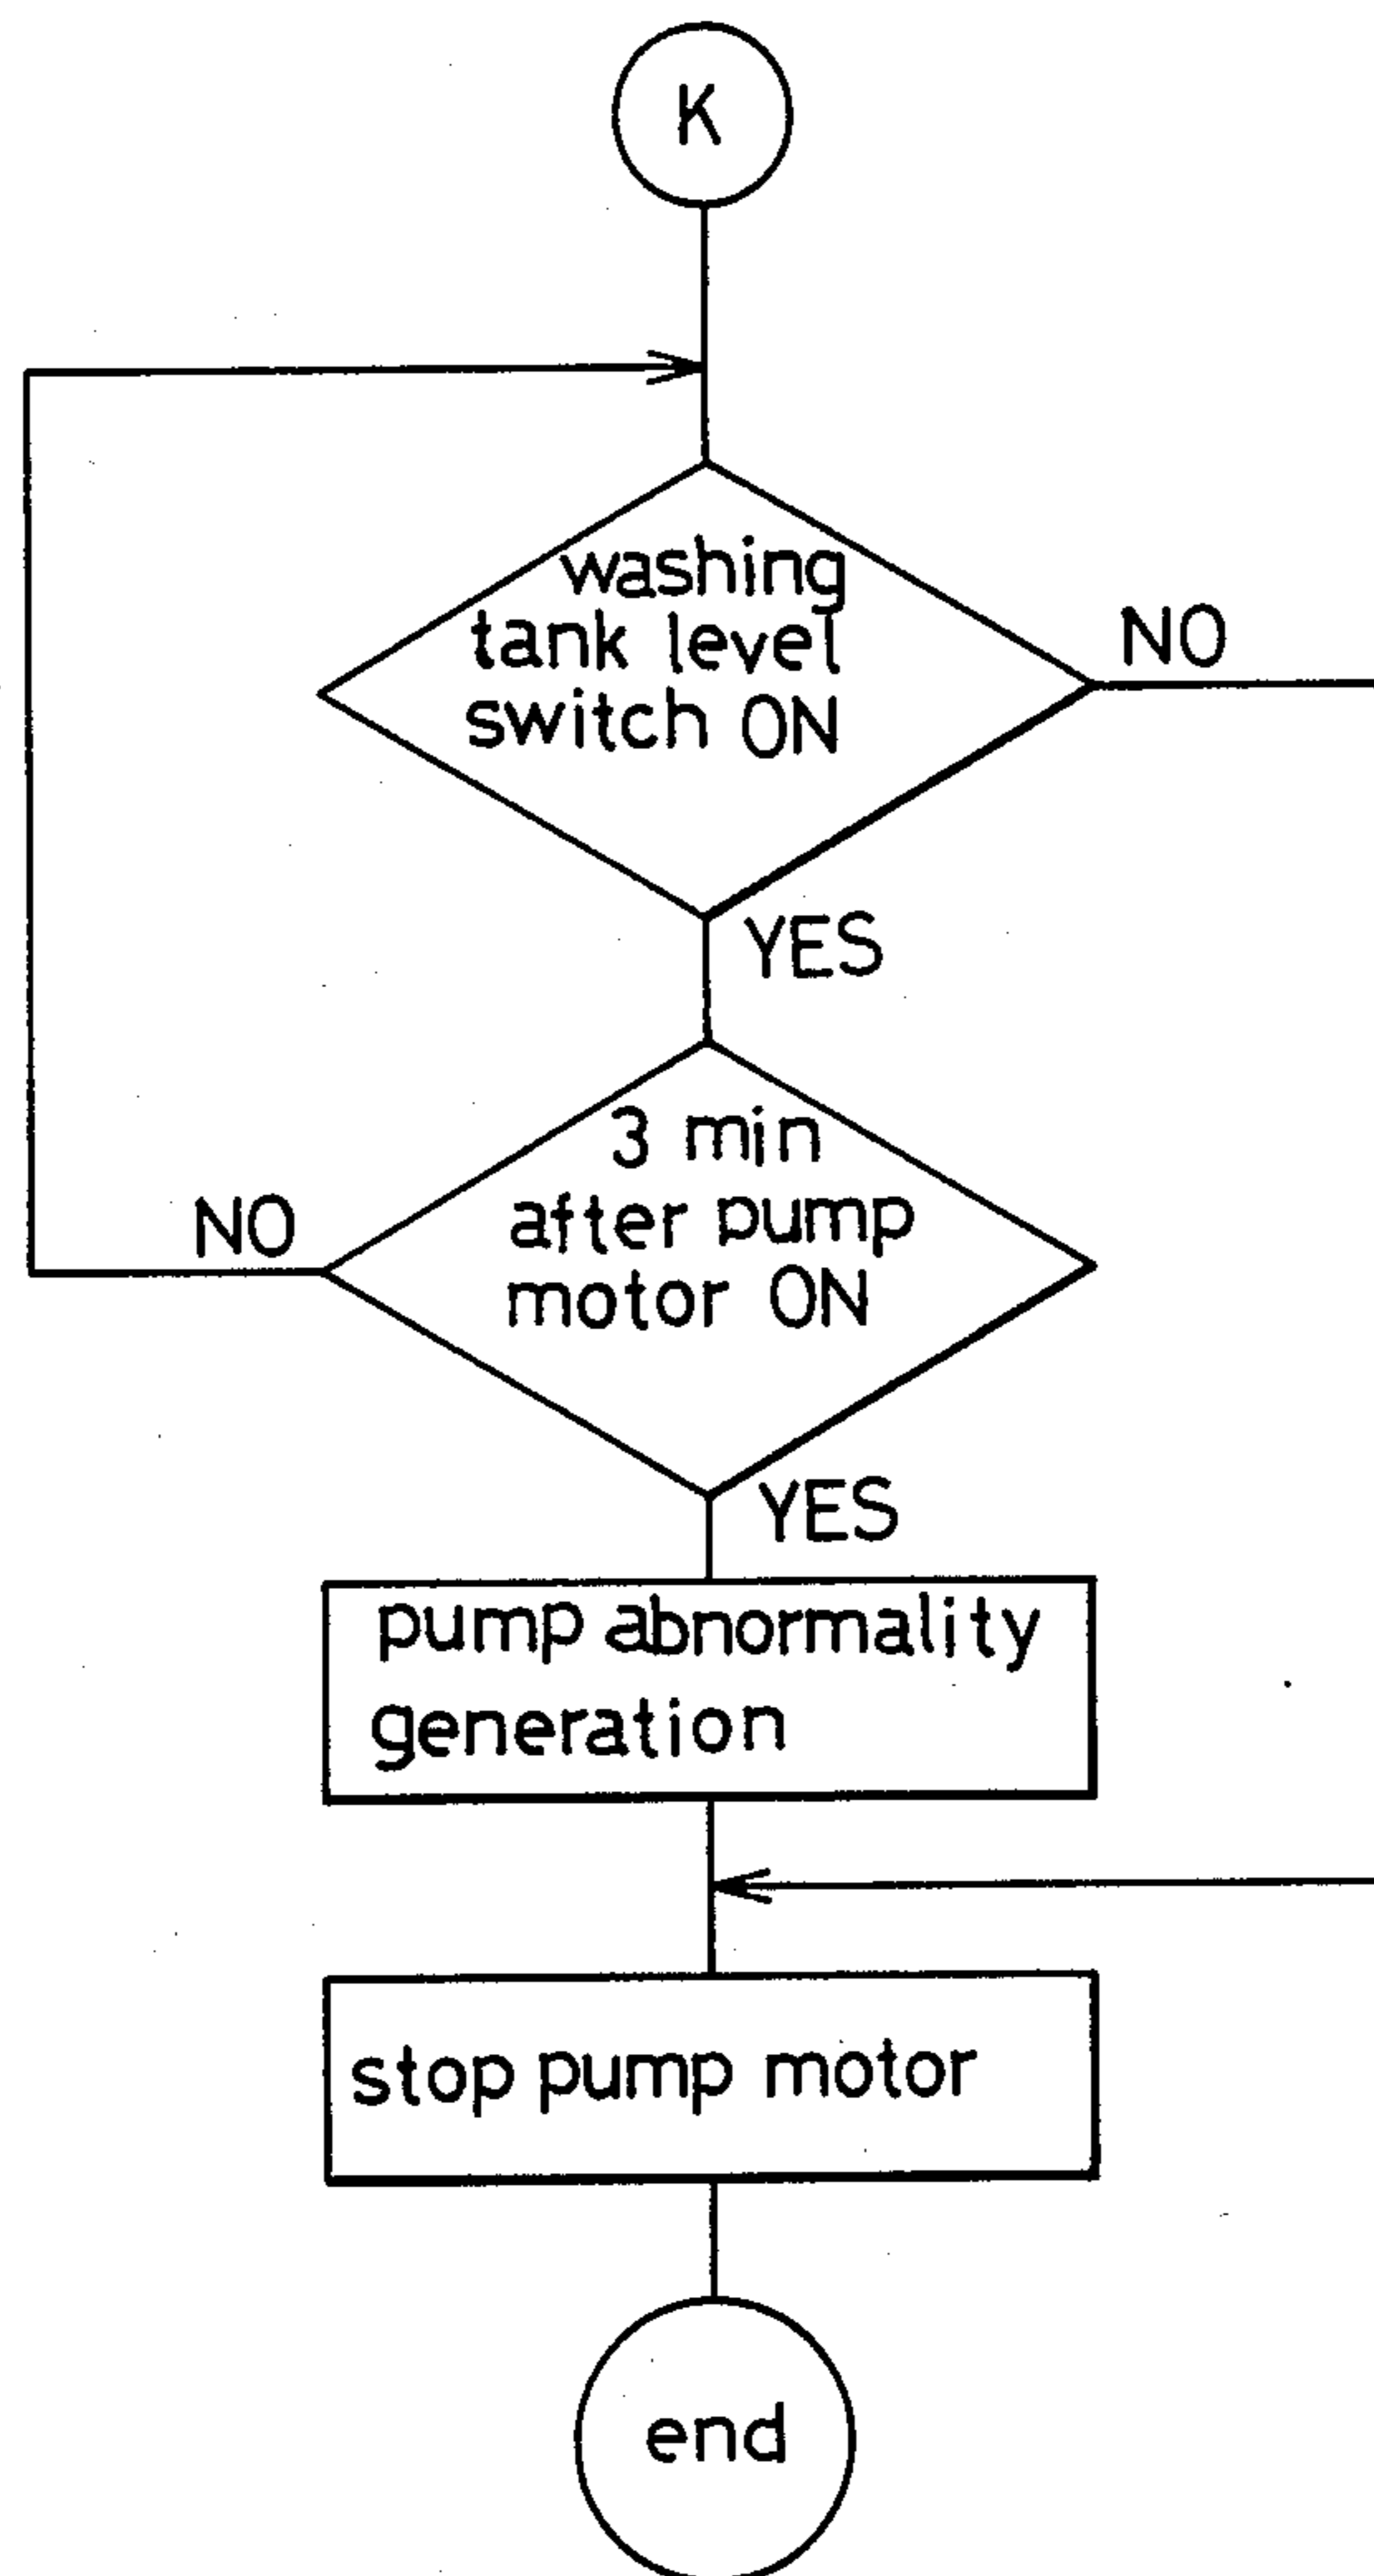 K
washing
tank level
switch ON
NO
YES
3 min
after pump
motor ON
NO
YES
pump abnormality
generation
stop pump motor
end